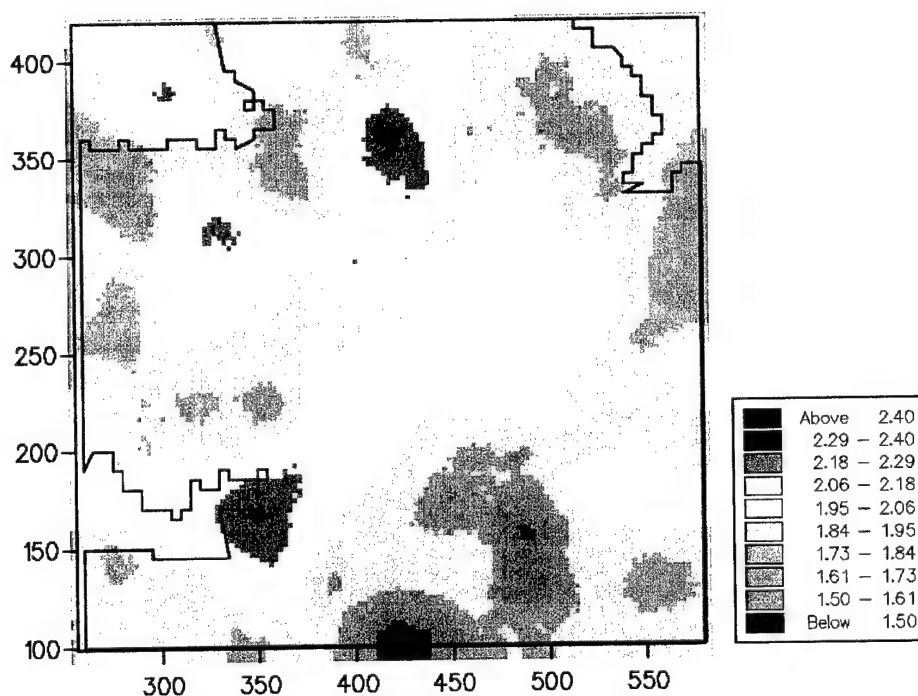 400
350
300
250
200
150
100
300 350 400 450 500 550
Above 2.40
2.29 – 2.40
2.18 – 2.29
2.06 – 2.18
1.95 – 2.06
1.84 – 1.95
1.73 – 1.84
1.61 – 1.73
1.50 – 1.61
Below 1.50